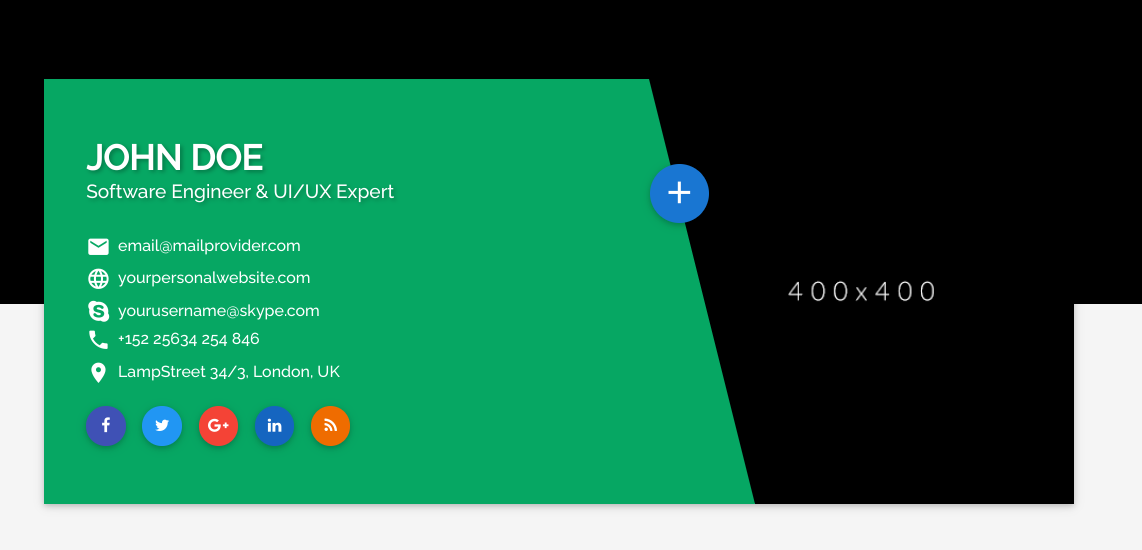 JOHN DOE
Software Engineer & UI/UX Expert
email@mailprovider.com
yourpersonalwebsite.com
yourusername@skype.com
+152 25634 254 846
LampStreet 34/3, London, UK
400x400